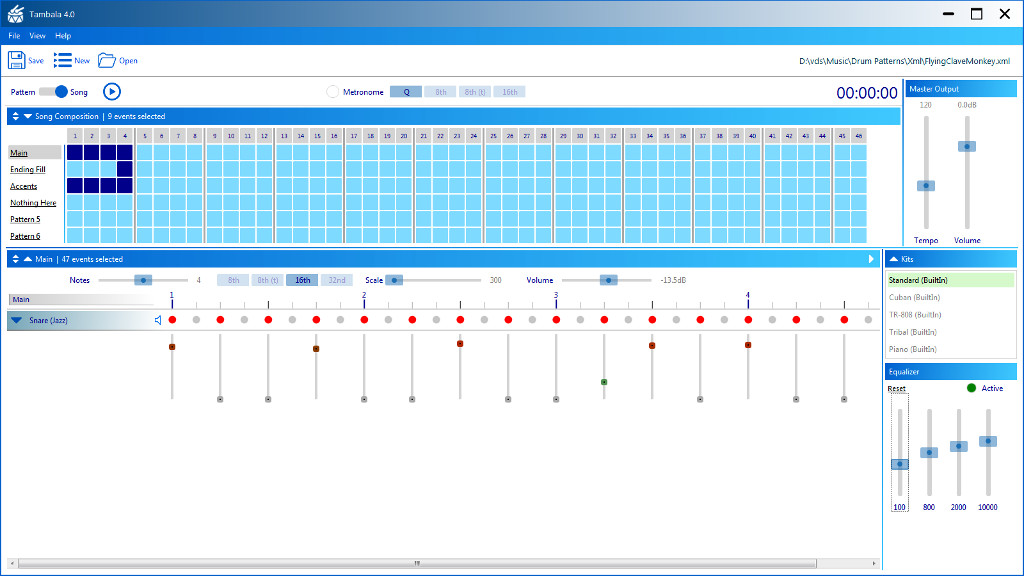 Tambala 4.0
File View Help
Save New Open D:\vds\Music\Drum Patterns\Xml\FlyingClaveMonkey.xml
Pattern Song Metronome Q 8th 8th (t) 16th 00:00:00
Master Output
120 0.0dB
Tempo Volume
Song Composition | 9 events selected
1 2 3 4 5 6 7 8 9 10 11 12 13 14 15 16 17 18 19 20 21 22 23 24 25 26 27 28 29 30 31 32 33 34 35 36 37 38 39 40 41 42 43 44 45 46
Main
Ending Fill
Accents
Nothing Here
Pattern 5
Pattern 6
Main | 47 events selected
Notes 4 8th 8th (t) 16th 32nd Scale 300 Volume -13.5dB
Main 1 2 3 4
Snare (Jazz)
Kits
Standard (BuiltIn)
Cuban (BuiltIn)
TR-808 (BuiltIn)
Tribal (BuiltIn)
Piano (BuiltIn)
Equalizer
Reset Active
100 800 2000 10000